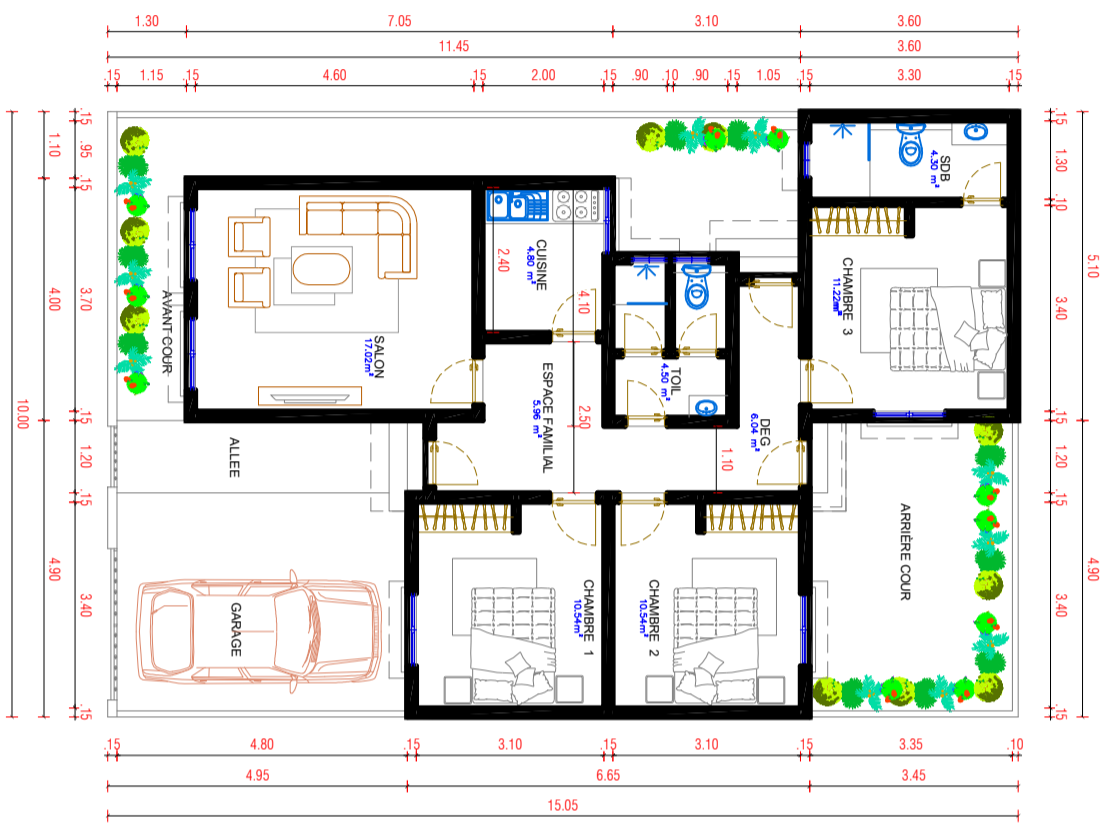 1.30 7.05 3.10 3.60
11.45 3.60
.15 1.15 .15 4.60 .15 2.00 .15 .90 .10 .90 .15 1.05 .15 3.30 .15
10.00
1.10 4.00 4.90
.15 .95 .15 3.70 .15 1.20 .15 3.40 .15
AVANT-COUR
SALON
17.02m²
CUISINE
4.80 m²
2.40
4.10
ESPACE FAMILIAL
5.96 m²
2.50
TOIL
4.50 m²
DEG
6.04 m²
1.10
SDB
4.30 m²
CHAMBRE 3
11.22m²
ALLEE
GARAGE
CHAMBRE 1
10.54m²
CHAMBRE 2
10.54m²
ARRIÈRE COUR
.15 1.30 .10 3.40 .15 1.20 .15 3.40 .15
5.10 4.90
.15 4.80 .15 3.10 .15 3.10 .15 3.35 .10
4.95 6.65 3.45
15.05